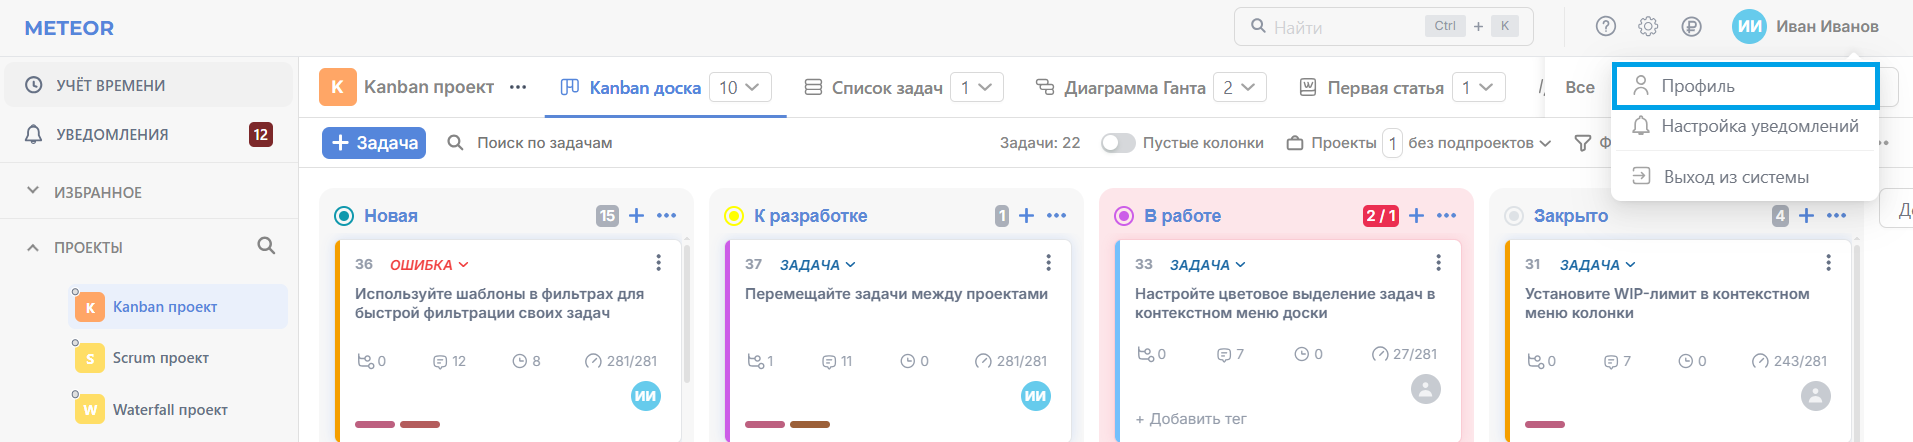 METEOR
Найти Ctrl + K
ИИ Иван Иванов
УЧЁТ ВРЕМЕНИ
УВЕДОМЛЕНИЯ 12
ИЗБРАННОЕ
ПРОЕКТЫ
K Kanban проект
S Scrum проект
W Waterfall проект
K Kanban проект ••• Kanban доска 10 Список задач 1 Диаграмма Ганта 2 Первая статья 1 Все
Профиль
Настройка уведомлений
Выход из системы
+ Задача Поиск по задачам Задачи: 22 Пустые колонки Проекты 1 без подпроектов Ф
Новая 15 + •••
36 ОШИБКА
Используйте шаблоны в фильтрах для
быстрой фильтрации своих задач
0 12 8 281/281
ИИ
К разработке 1 + •••
37 ЗАДАЧА
Перемещайте задачи между проектами
1 11 0 281/281
ИИ
В работе 2 / 1 + •••
33 ЗАДАЧА
Настройте цветовое выделение задач в
контекстном меню доски
0 7 0 27/281
+ Добавить тег
Закрыто 4 + •••
31 ЗАДАЧА
Установите WIP-лимит в контекстном
меню колонки
0 7 0 243/281